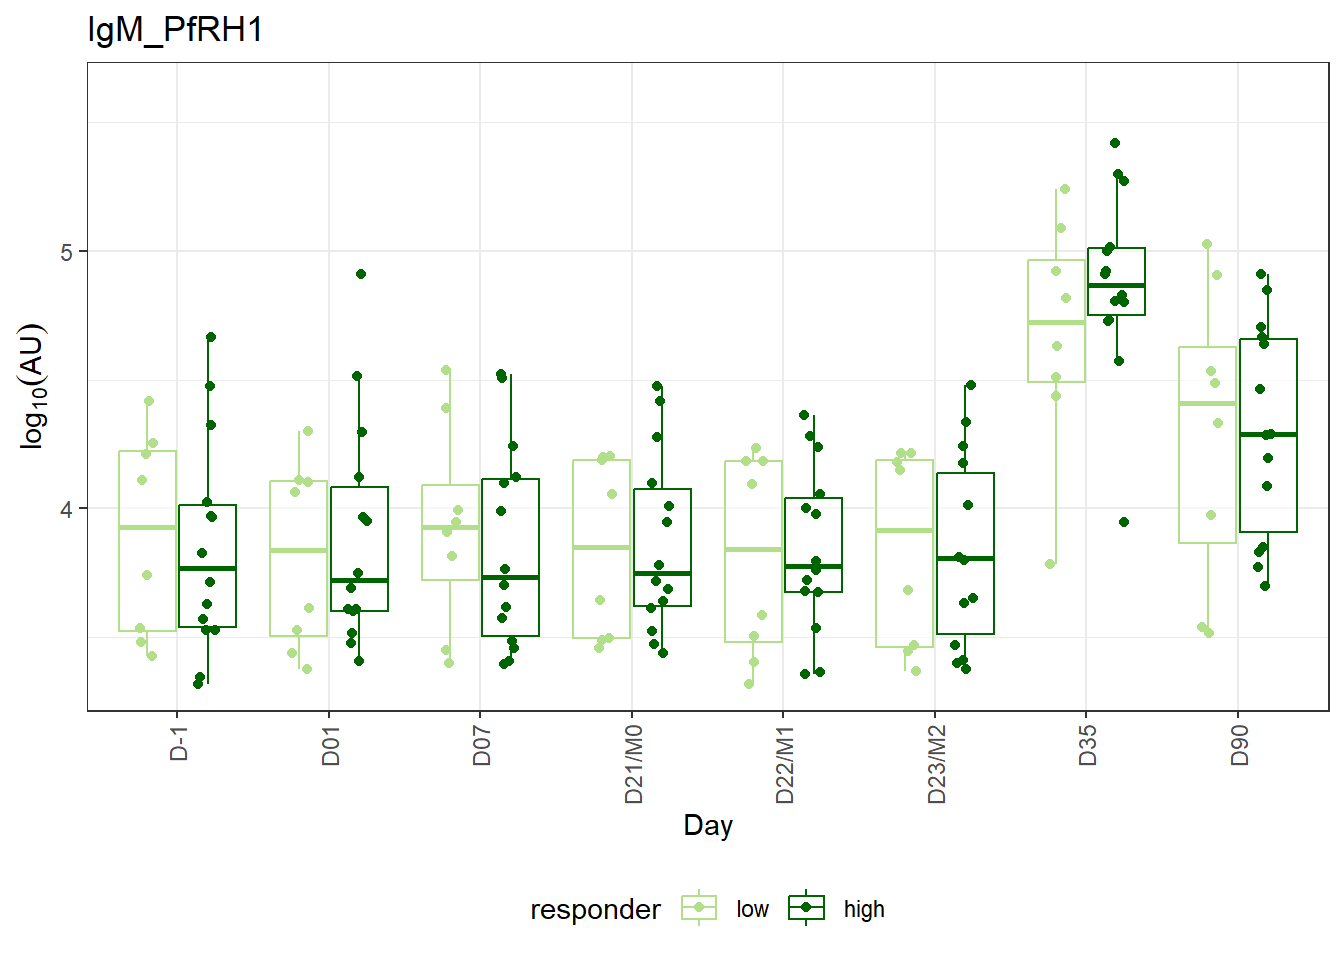 IgM_PfRH1
log10(AU)
5
4
D-1
D01
D07
D21/M0
D22/M1
D23/M2
D35
D90
Day
responder
low
high